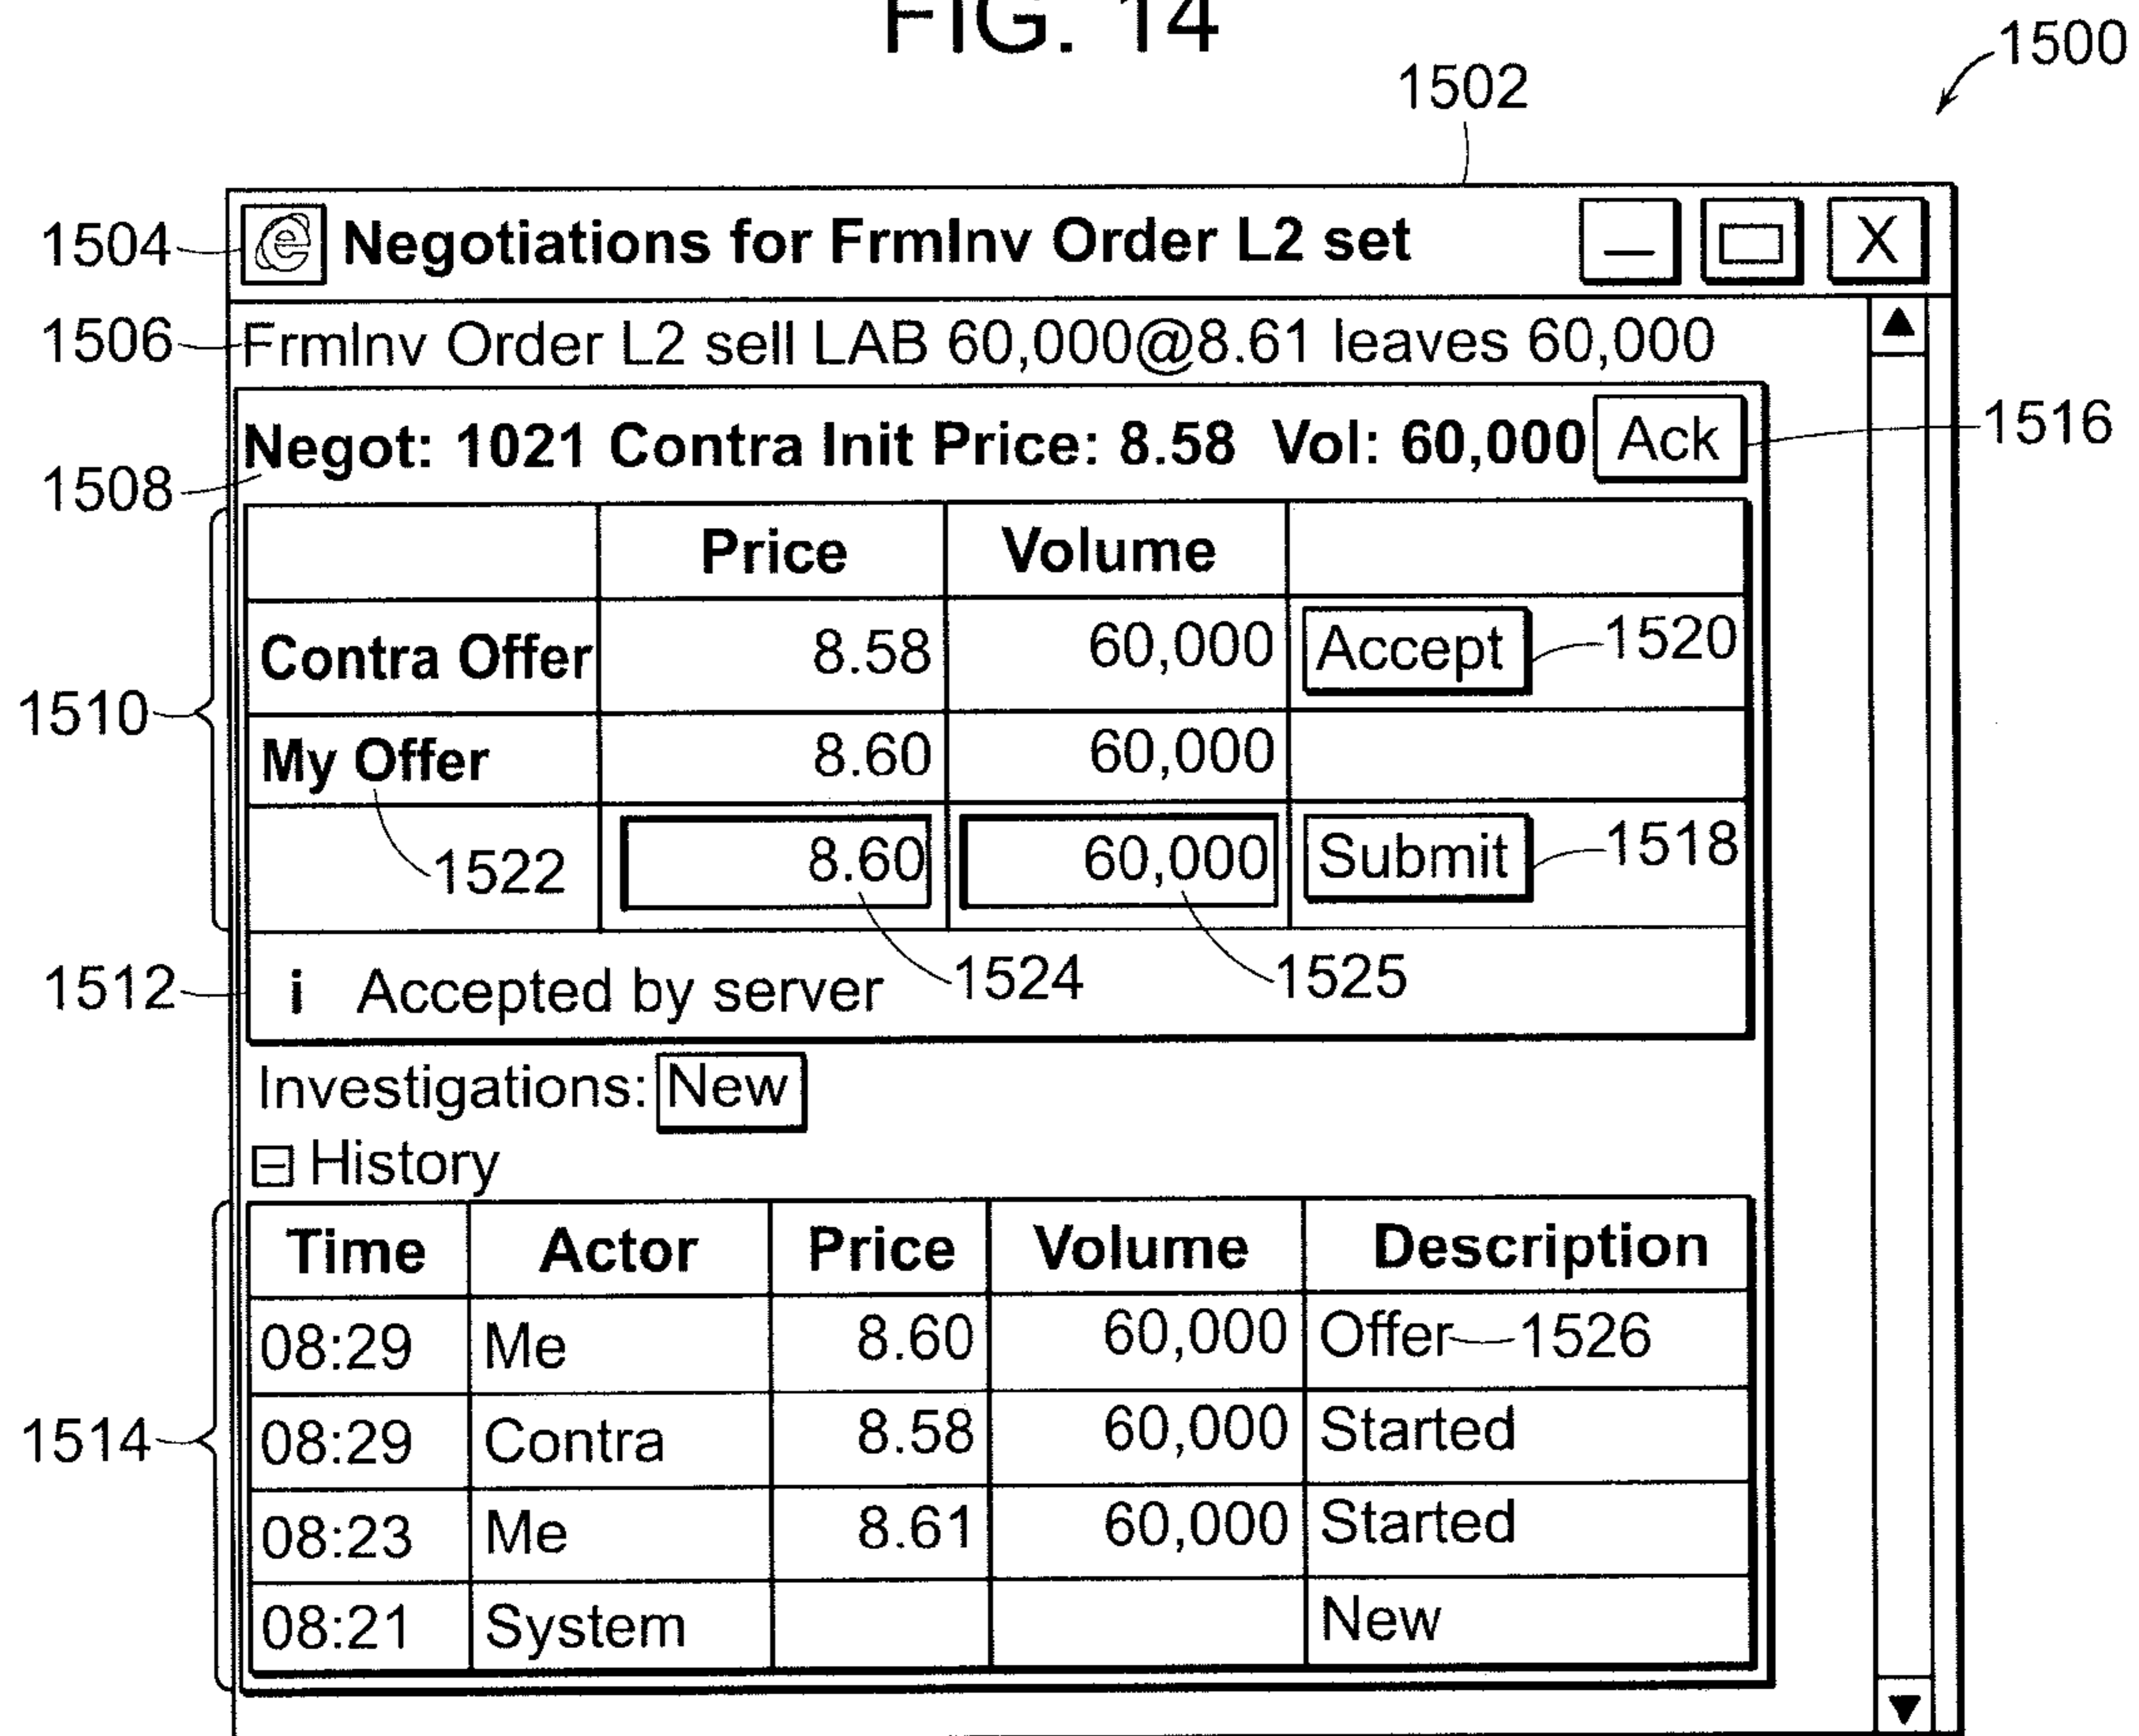 FIG. 14
1500
1502
1504 Negotiations for FrmInv Order L2 set X
1506 FrmInv Order L2 sell LAB 60,000@8.61 leaves 60,000
Negot: 1021 Contra Init Price: 8.58 Vol: 60,000 Ack 1516
1508
Price Volume
Contra Offer 8.58 60,000 Accept 1520
1510
My Offer 8.60 60,000
1522 8.60 60,000 Submit 1518
1512 i Accepted by server 1524 1525
Investigations: New
History
Time Actor Price Volume Description
08:29 Me 8.60 60,000 Offer 1526
1514 08:29 Contra 8.58 60,000 Started
08:23 Me 8.61 60,000 Started
08:21 System New